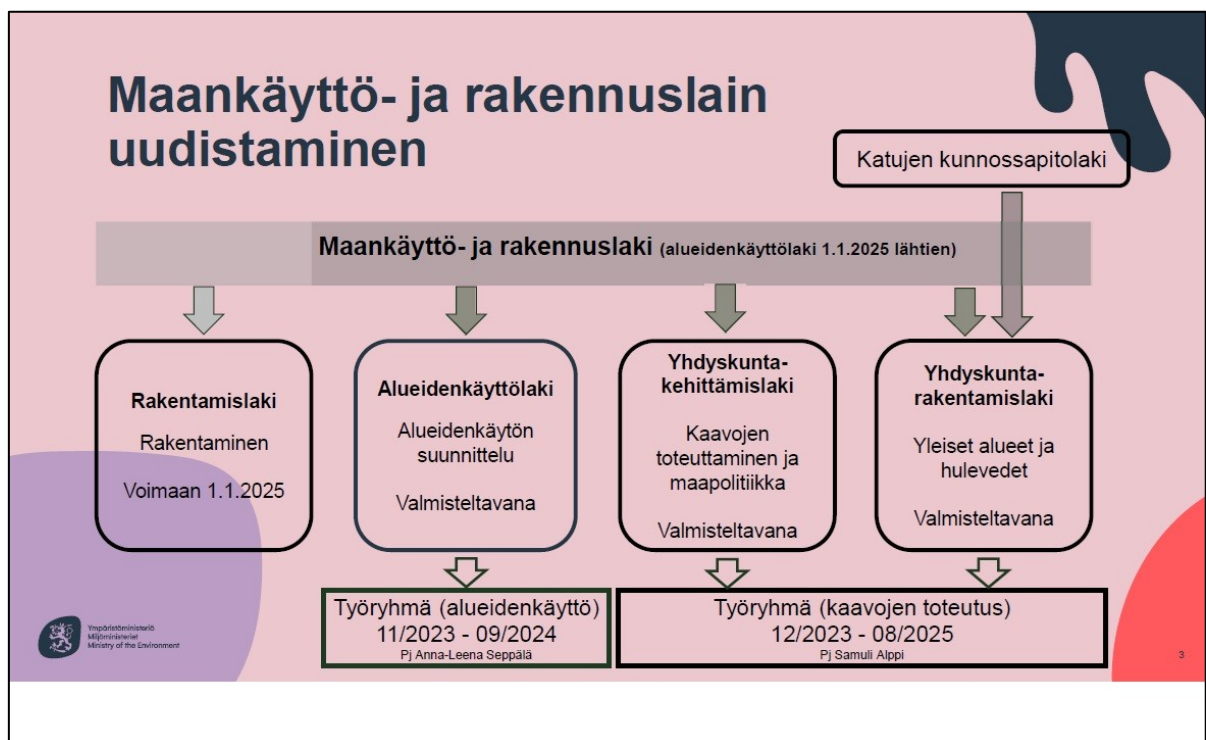 Maankäyttö- ja rakennuslain
uudistaminen
Katujen kunnossapitolaki
Maankäyttö- ja rakennuslaki (alueidenkäyttölaki 1.1.2025 lähtien)
Rakentamislaki
Rakentaminen
Voimaan 1.1.2025
Alueidenkäyttölaki
Alueidenkäytön
suunnittelu
Valmisteltavana
Yhdyskunta-
kehittämislaki
Kaavojen
toteuttaminen ja
maapolitiikka
Valmisteltavana
Yhdyskunta-
rakentamislaki
Yleiset alueet ja
hulevedet
Valmisteltavana
Työryhmä (alueidenkäyttö)
11/2023 - 09/2024
Pj Anna-Leena Seppälä
Työryhmä (kaavojen toteutus)
12/2023 - 08/2025
Pj Samuli Alppi
Ympäristöministeriö
Miljöministeriet
Ministry of the Environment
3